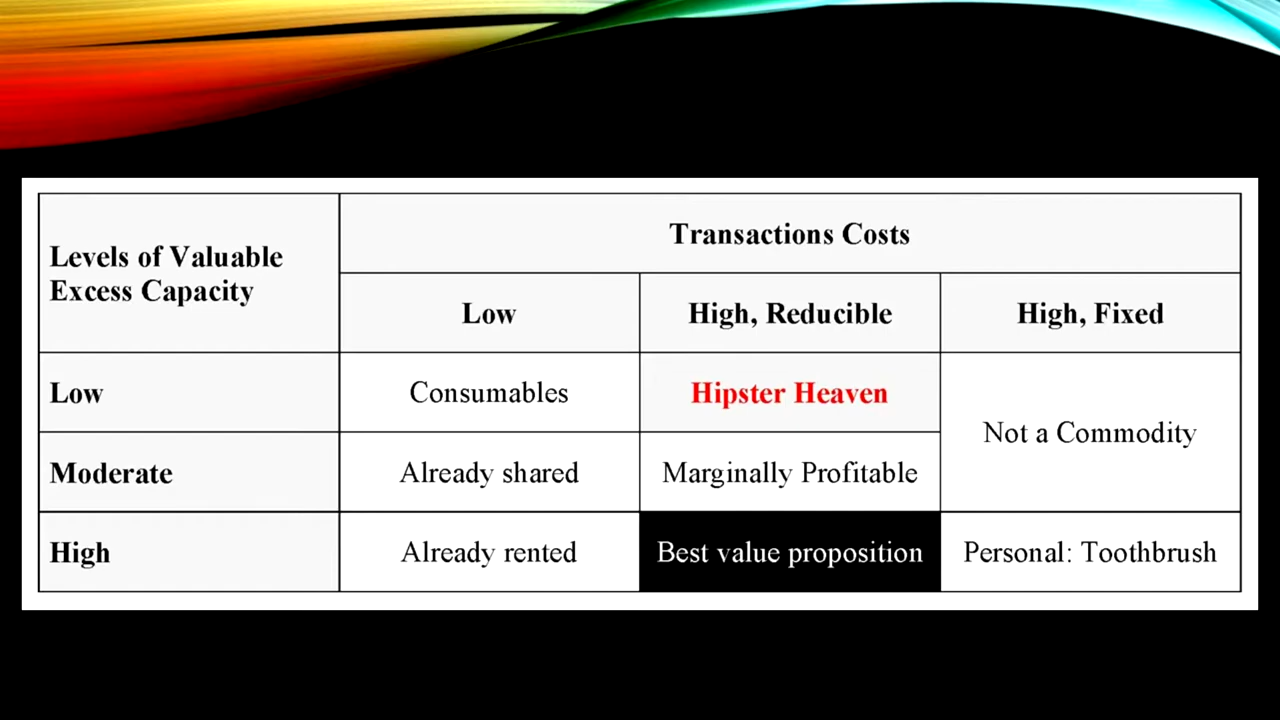 Levels of Valuable
Excess Capacity
Transactions Costs
Low
High, Reducible
High, Fixed
Low
Consumables
Hipster Heaven
Not a Commodity
Moderate
Already shared
Marginally Profitable
High
Already rented
Best value proposition
Personal: Toothbrush